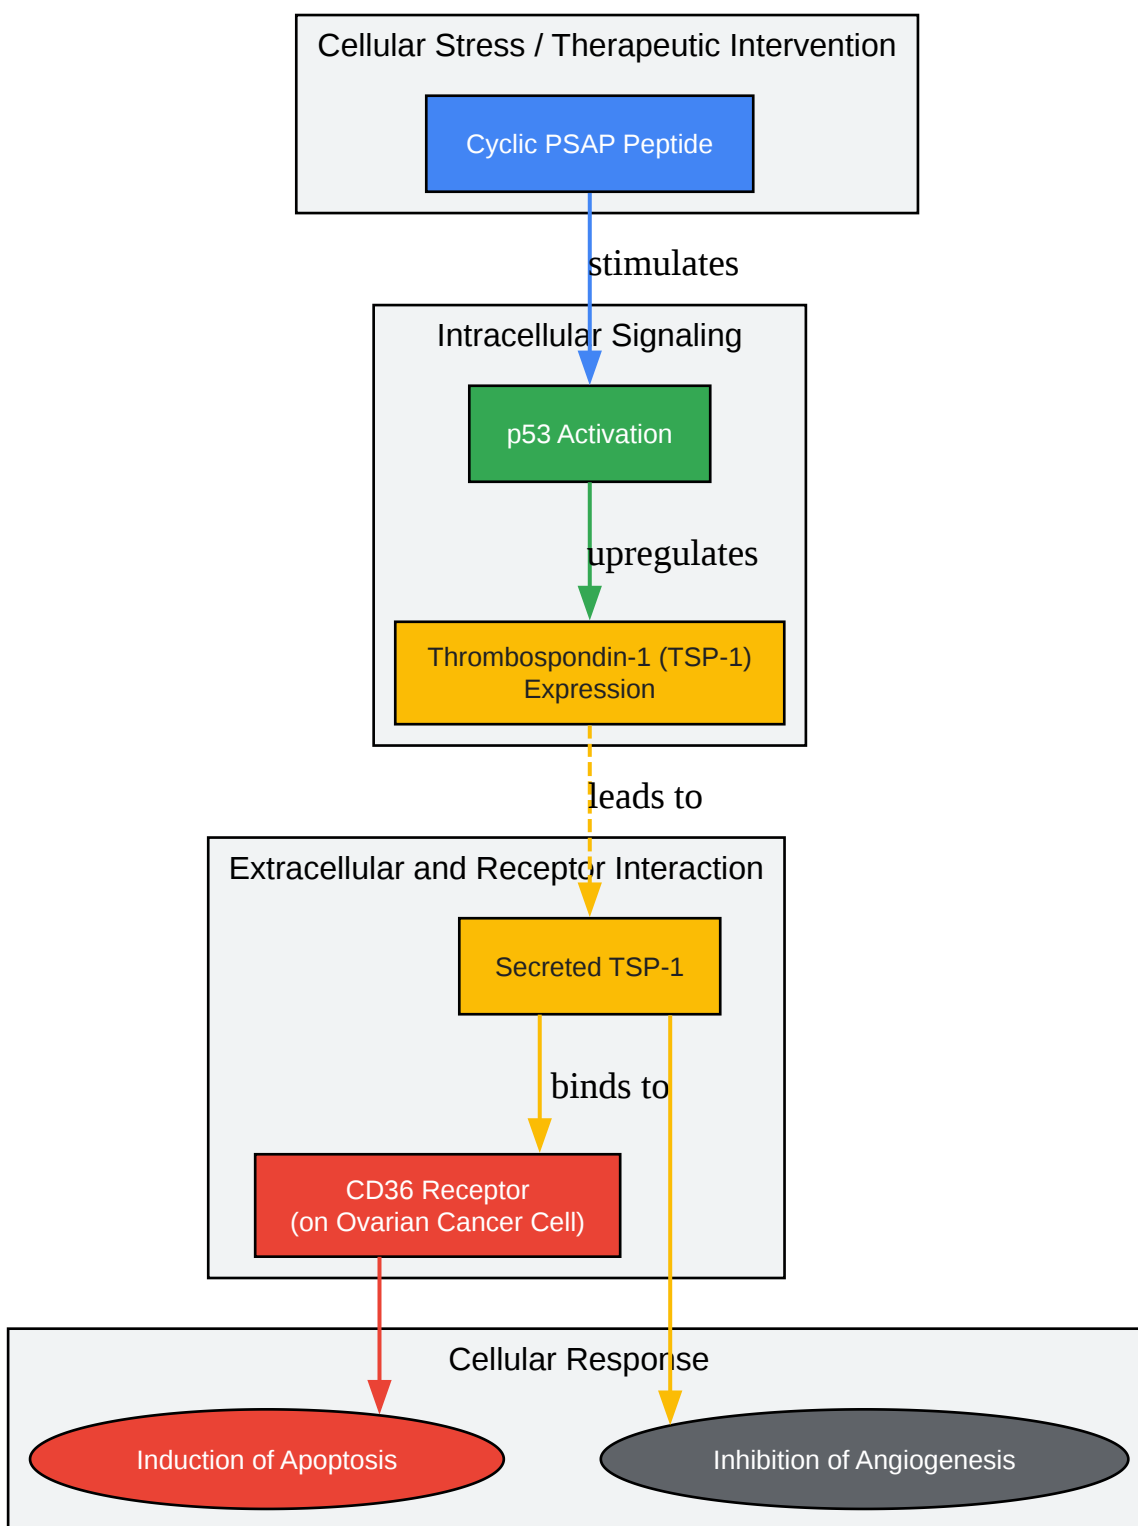 Cellular Stress / Therapeutic Intervention
Cyclic PSAP Peptide
stimulates
Intracellular Signaling
p53 Activation
upregulates
Thrombospondin-1 (TSP-1)
Expression
leads to
Extracellular and Receptor Interaction
Secreted TSP-1
binds to
CD36 Receptor
(on Ovarian Cancer Cell)
Cellular Response
Induction of Apoptosis
Inhibition of Angiogenesis